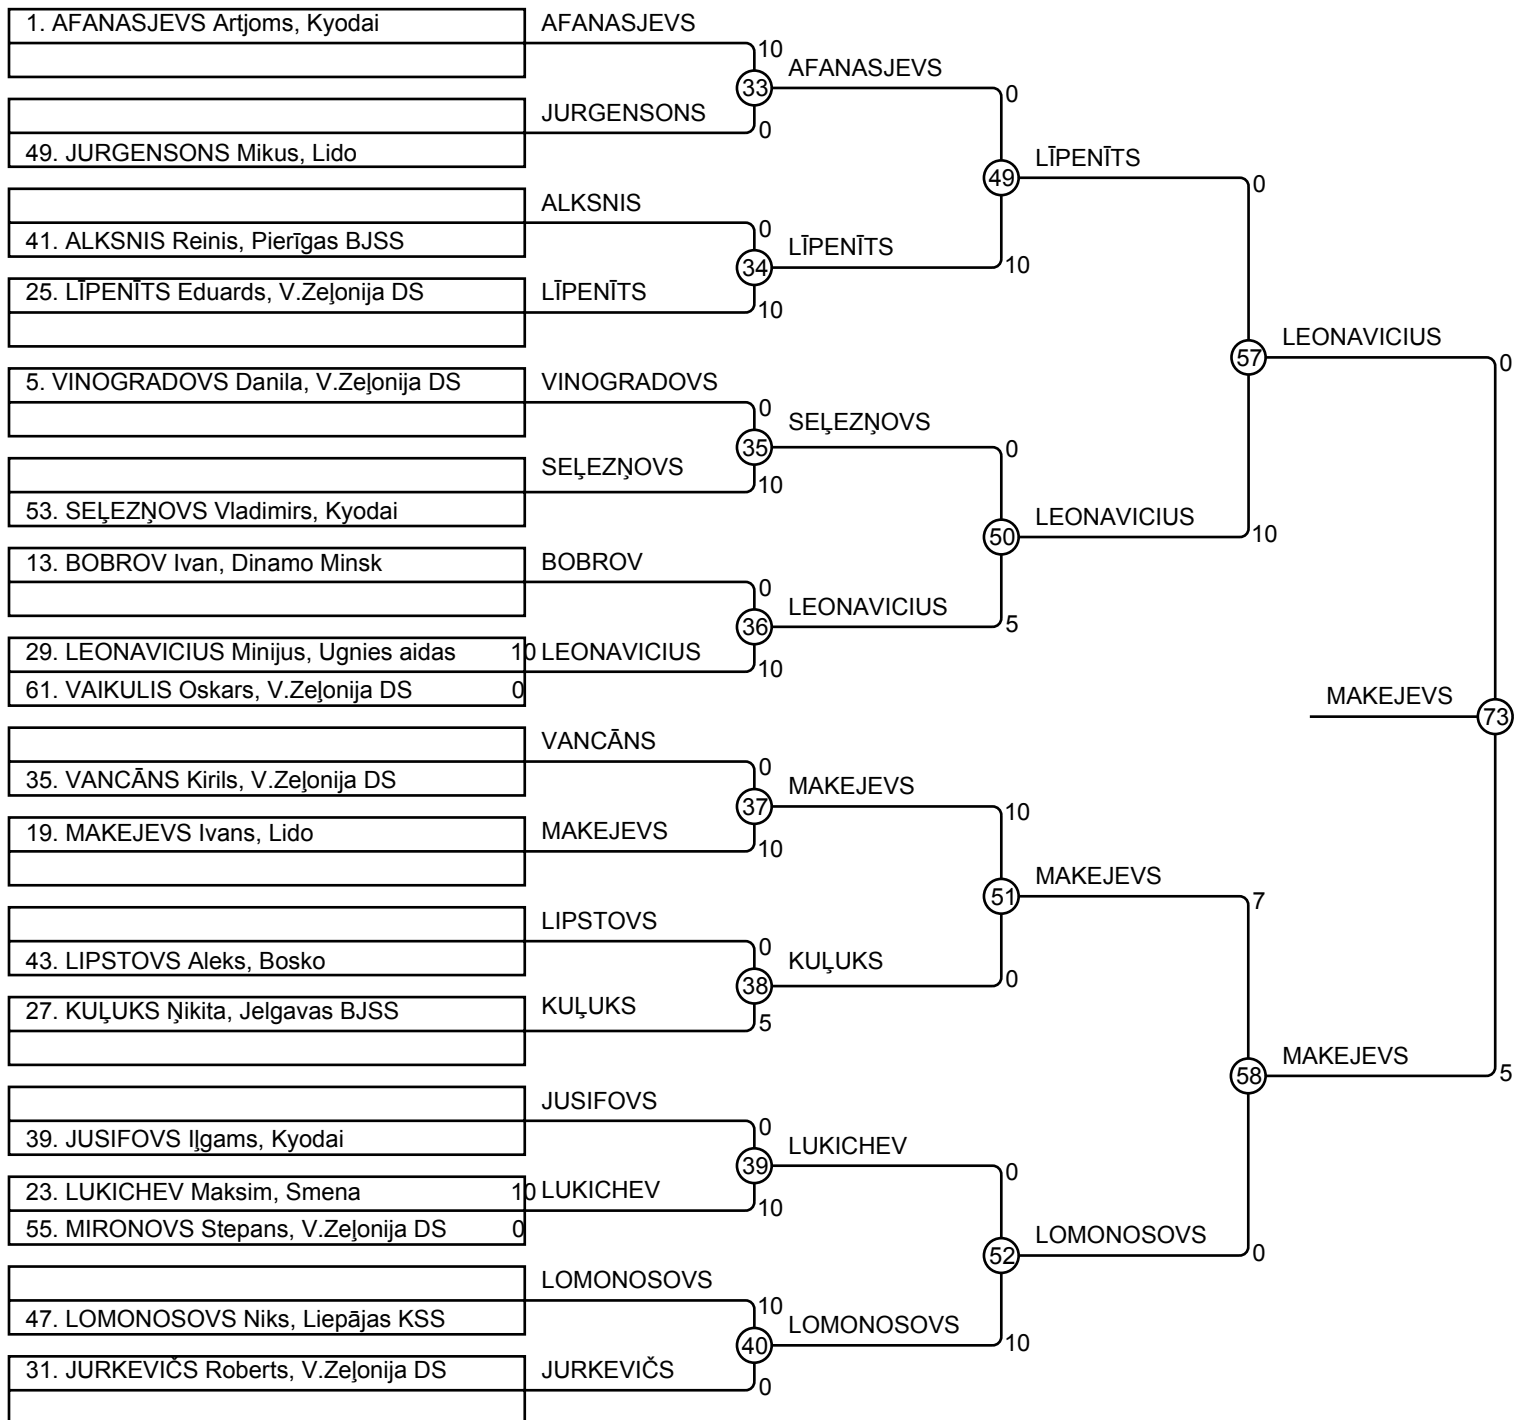 1. AFANASJEVS Artjoms, Kyodai
AFANASJEVS
10
AFANASJEVS
33
0
JURGENSONS
0
49. JURGENSONS Mikus, Lido
LĪPENĪTS
49
0
ALKSNIS
0
41. ALKSNIS Reinis, Pierīgas BJSS
LĪPENĪTS
34
10
25. LĪPENĪTS Eduards, V.Zeļonija DS
LĪPENĪTS
10
LEONAVICIUS
57
0
5. VINOGRADOVS Danila, V.Zeļonija DS
VINOGRADOVS
0
SEĻEZŅOVS
35
0
SEĻEZŅOVS
10
53. SEĻEZŅOVS Vladimirs, Kyodai
LEONAVICIUS
50
10
13. BOBROV Ivan, Dinamo Minsk
BOBROV
0
LEONAVICIUS
36
5
29. LEONAVICIUS Minijus, Ugnies aidas 10
LEONAVICIUS
10
61. VAIKULIS Oskars, V.Zeļonija DS 0
MAKEJEVS
73
VANCĀNS
0
35. VANCĀNS Kirils, V.Zeļonija DS
MAKEJEVS
37
10
19. MAKEJEVS Ivans, Lido
MAKEJEVS
10
MAKEJEVS
51
7
LIPSTOVS
0
43. LIPSTOVS Aleks, Bosko
KUĻUKS
38
0
27. KUĻUKS Ņikita, Jelgavas BJSS
KUĻUKS
5
MAKEJEVS
58
5
JUSIFOVS
0
39. JUSIFOVS Iļgams, Kyodai
LUKICHEV
39
0
23. LUKICHEV Maksim, Smena 10
LUKICHEV
10
55. MIRONOVS Stepans, V.Zeļonija DS 0
LOMONOSOVS
52
0
LOMONOSOVS
10
47. LOMONOSOVS Niks, Liepājas KSS
LOMONOSOVS
40
10
31. JURKEVIČS Roberts, V.Zeļonija DS
JURKEVIČS
0